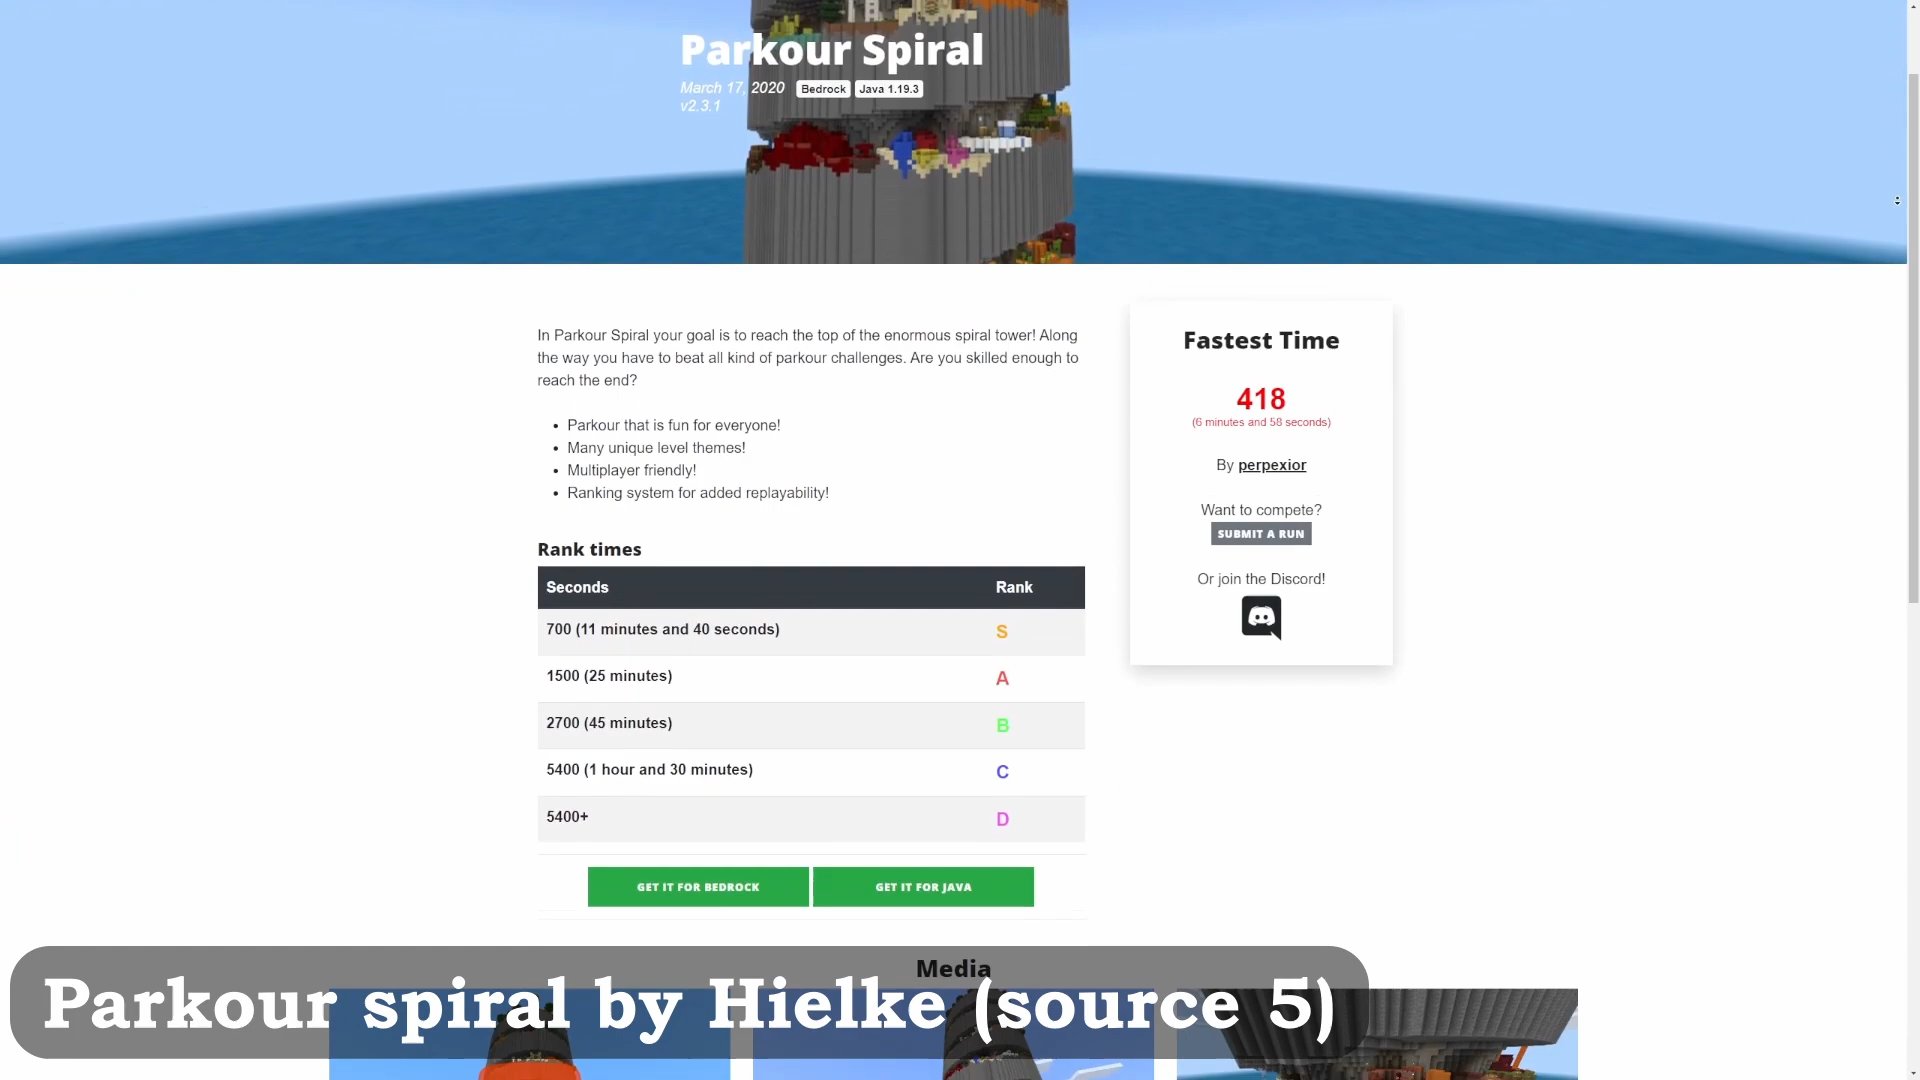 Parkour Spiral
March 17, 2020 Bedrock Java 1.19.3
v2.3.1
In Parkour Spiral your goal is to reach the top of the enormous spiral tower! Along
the way you have to beat all kind of parkour challenges. Are you skilled enough to
reach the end?
• Parkour that is fun for everyone!
• Many unique level themes!
• Multiplayer friendly!
• Ranking system for added replayability!
Rank times
Seconds Rank
700 (11 minutes and 40 seconds) S
1500 (25 minutes) A
2700 (45 minutes) B
5400 (1 hour and 30 minutes) C
5400+ D
GET IT FOR BEDROCK GET IT FOR JAVA
Fastest Time
418
(6 minutes and 58 seconds)
By perpexior
Want to compete?
SUBMIT A RUN
Or join the Discord!
Media
Parkour spiral by Hielke (source 5)